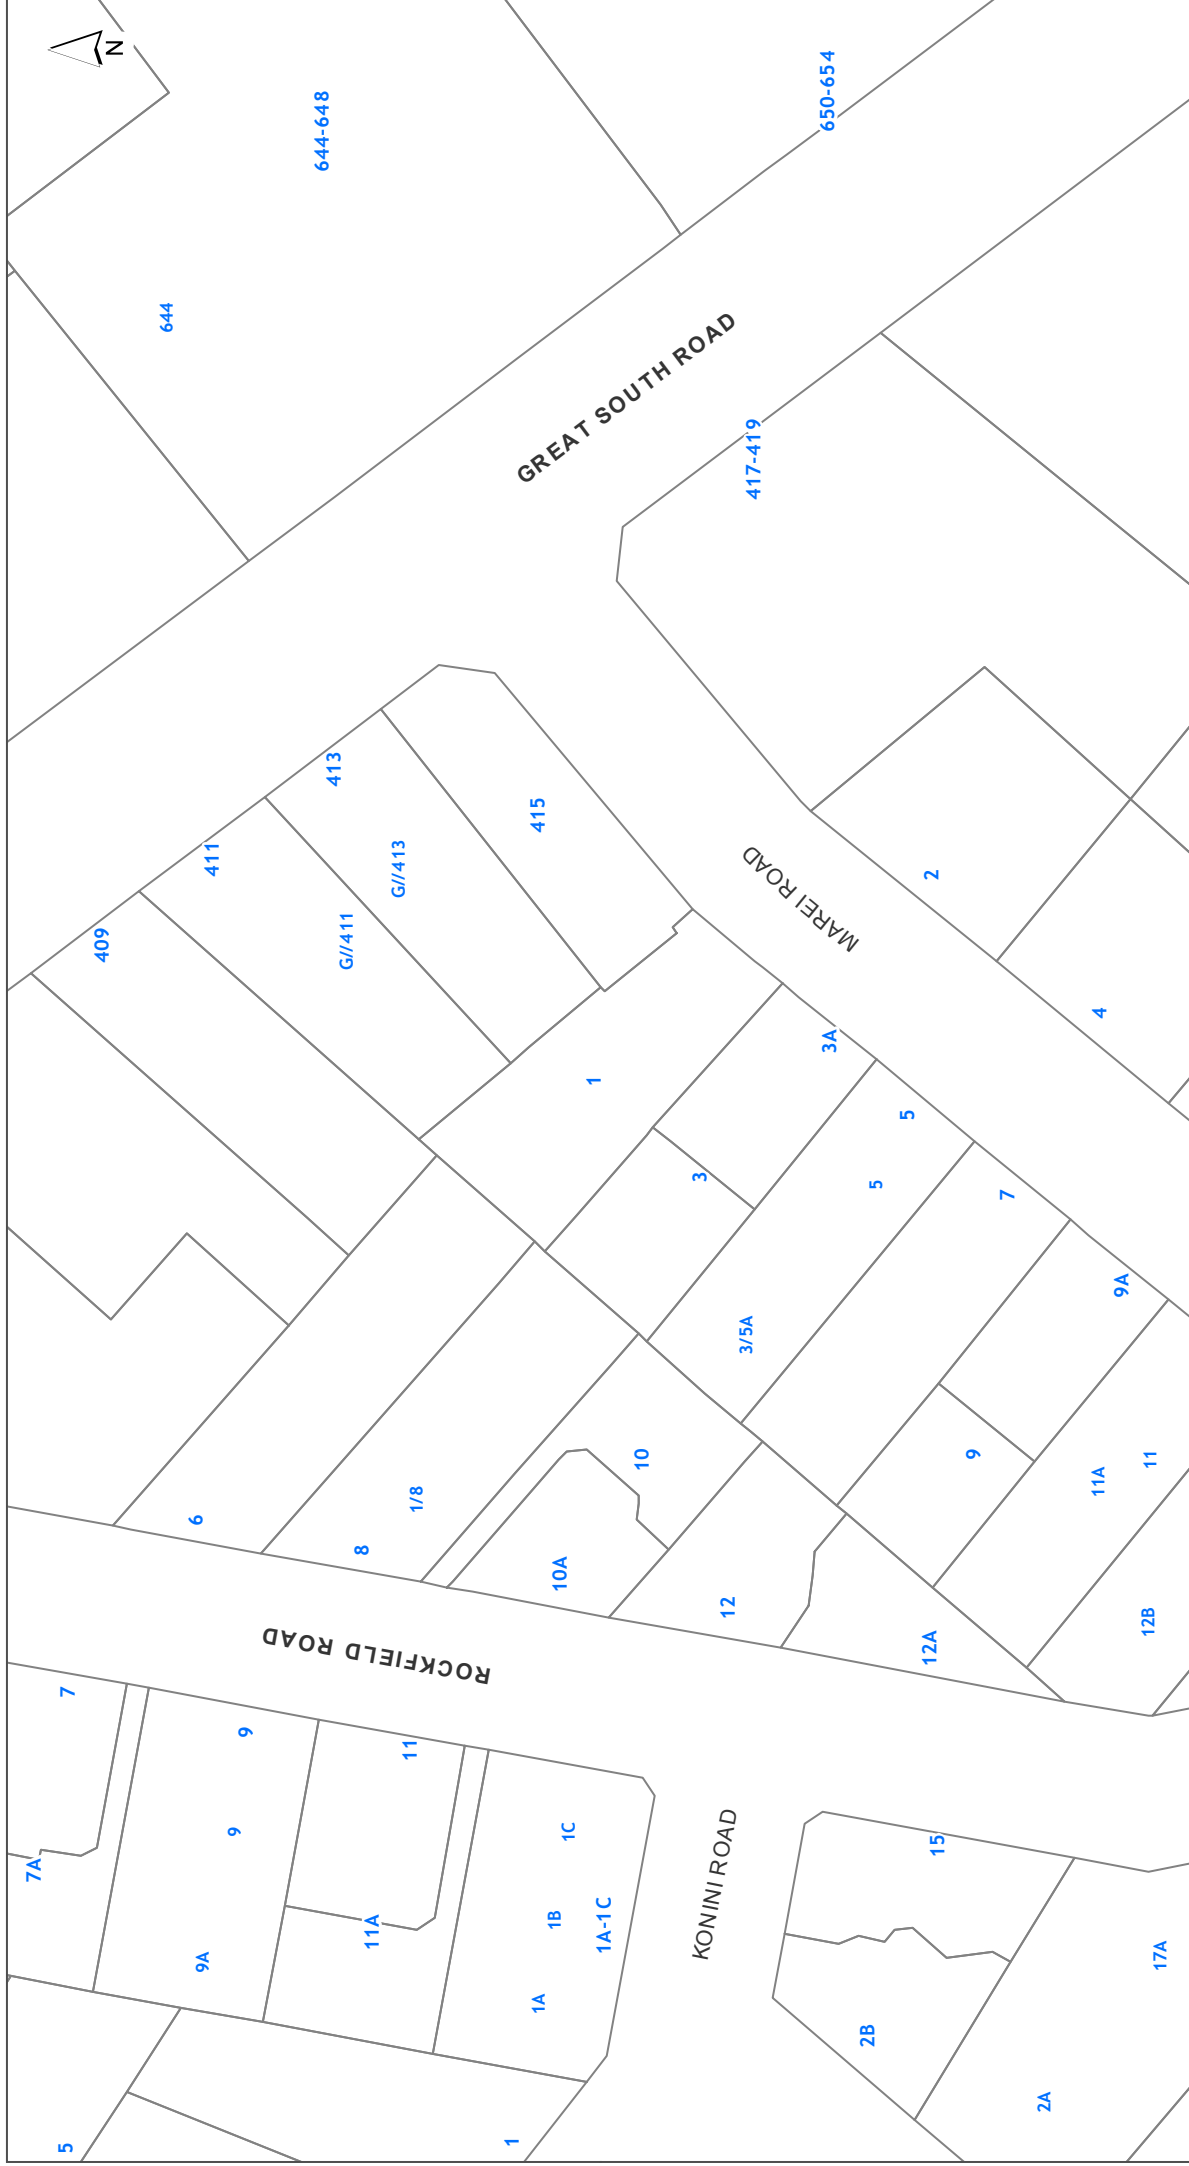 N
644-648
650-654
644
GREAT SOUTH ROAD
417-419
413
415
411
G//413
409
G//411
MAREI ROAD
2
4
1
3A
5
3
5
7
9A
3/5A
10
9
11
11A
1/8
6
8
10A
12
12B
12A
ROCKFIELD ROAD
7
9
11
9
1C
15
7A
11A
1B
1A-1C
KONINI ROAD
9A
1A
17A
2B
2A
5
1